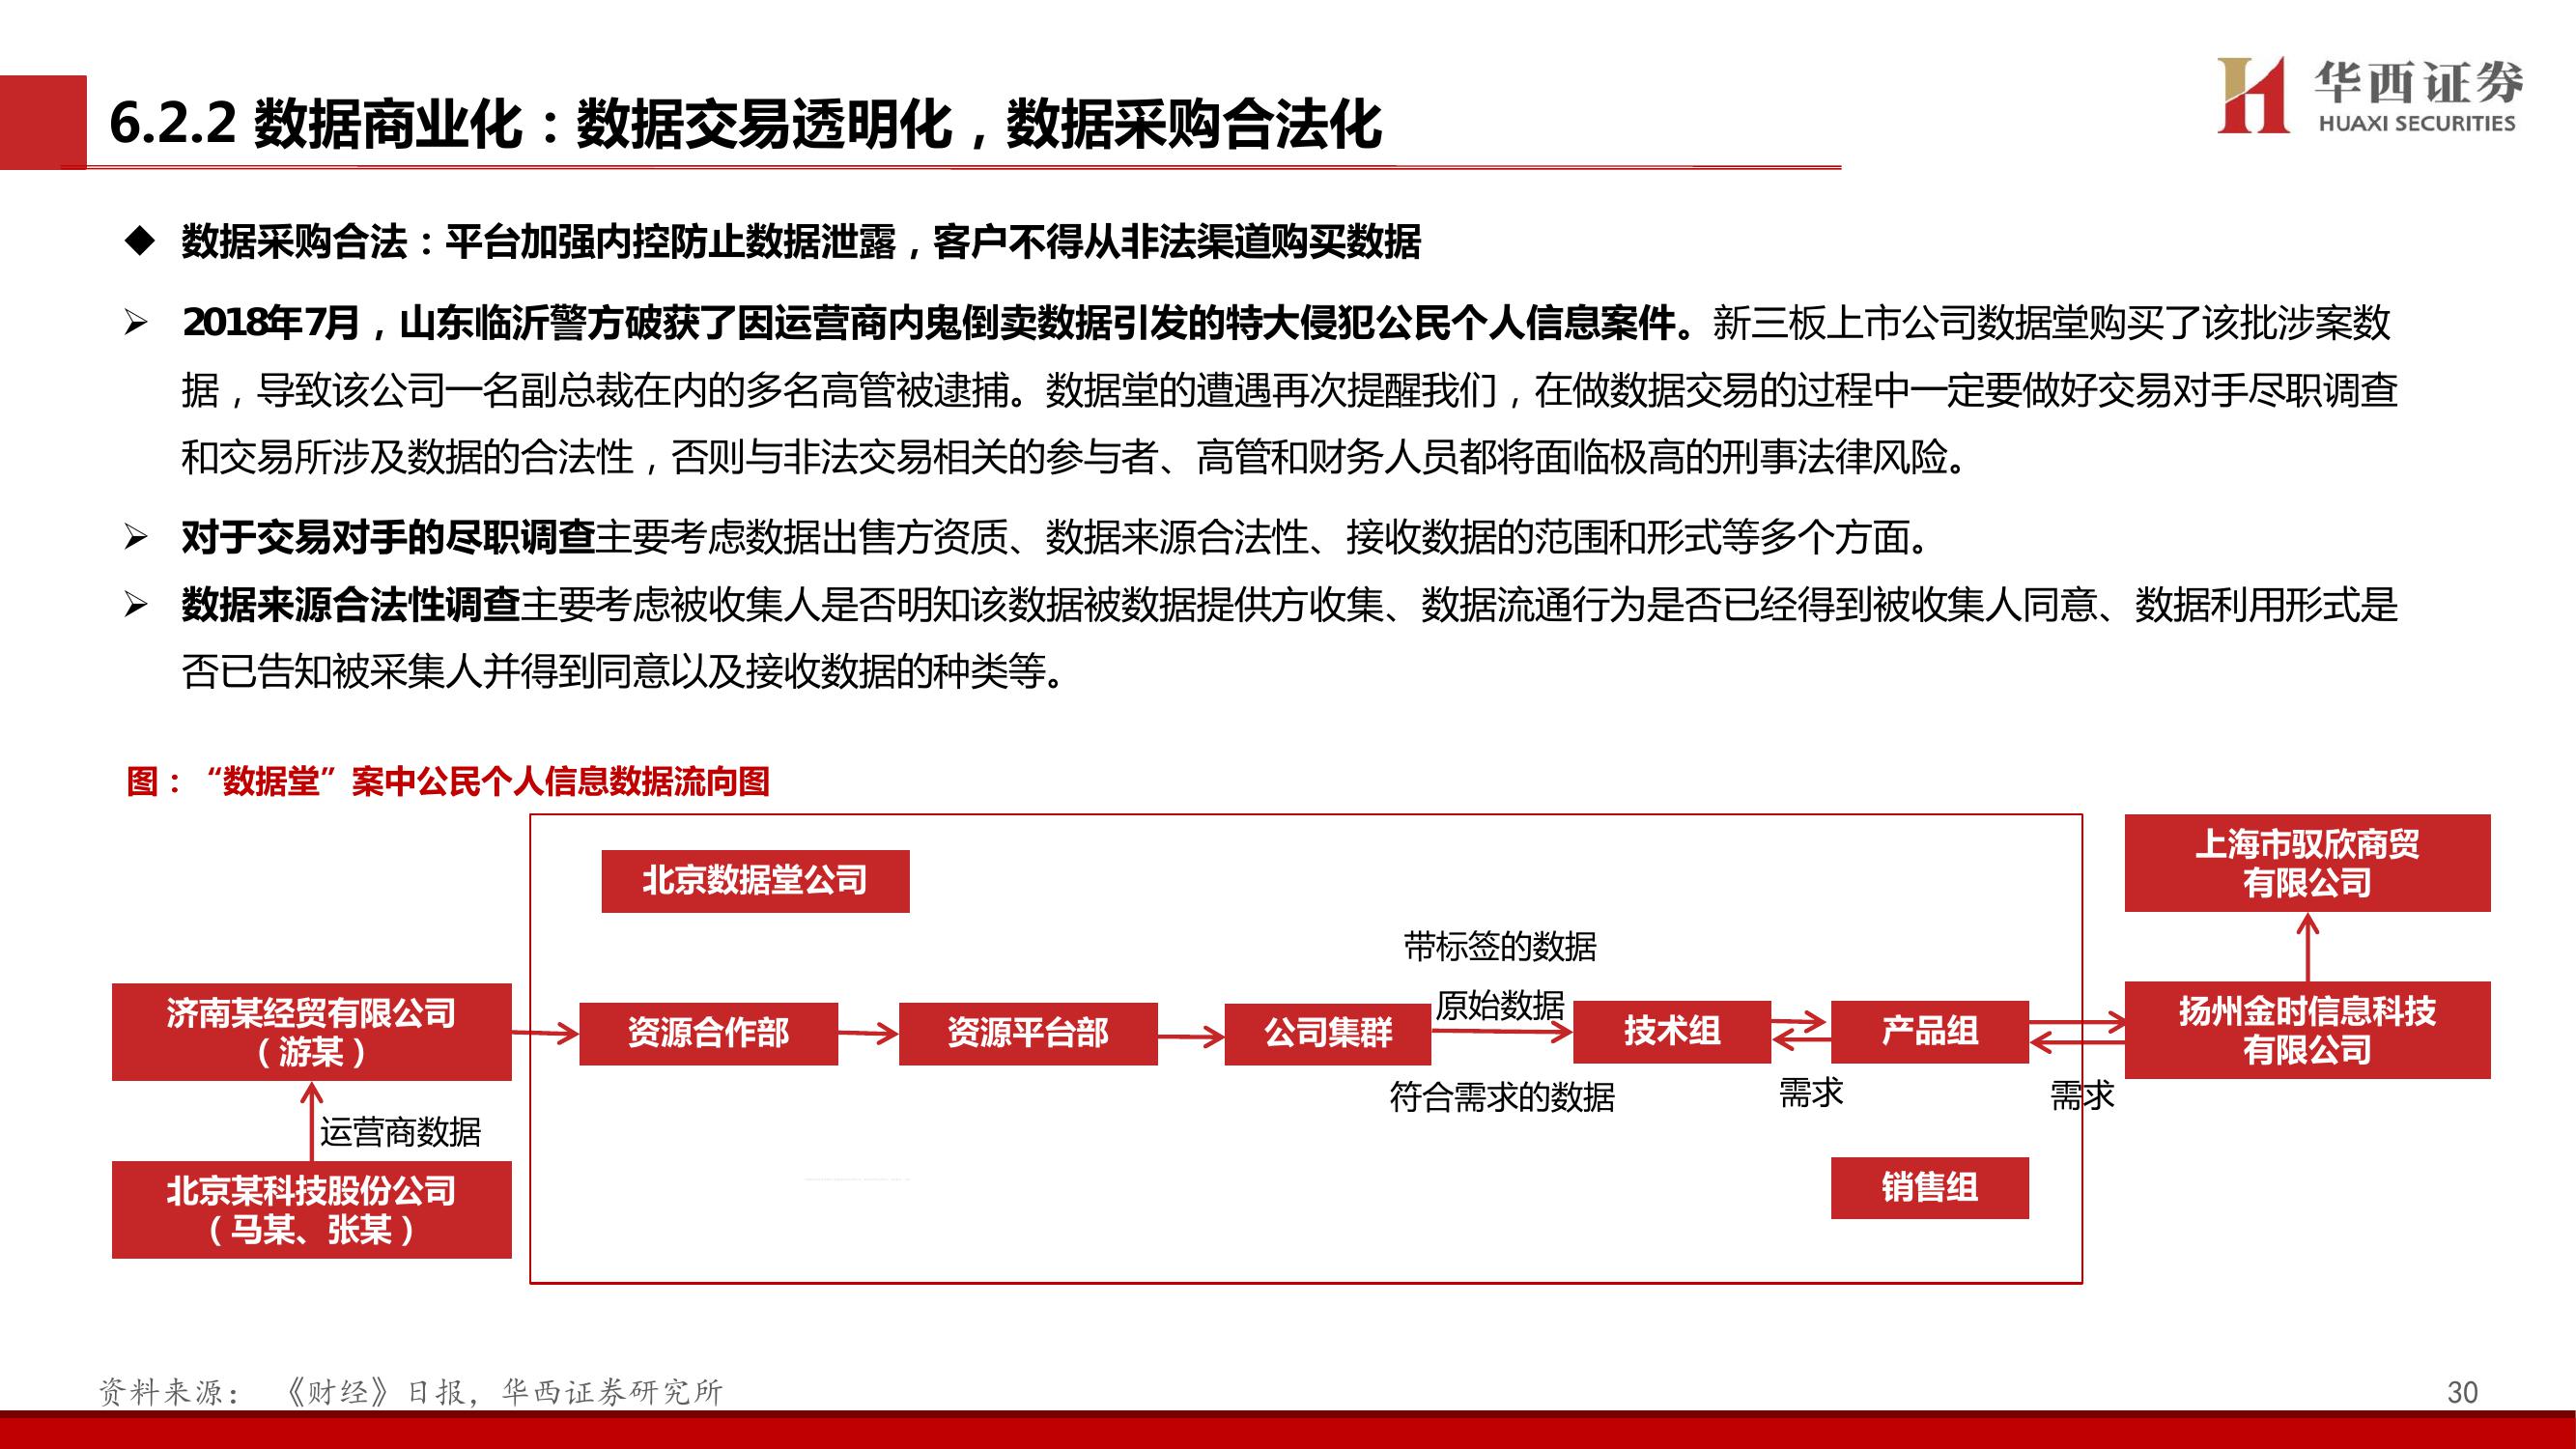 华西证券
HUAXI SECURITIES
6.2.2 数据商业化：数据交易透明化，数据采购合法化
◆ 数据采购合法：平台加强内控防止数据泄露，客户不得从非法渠道购买数据
➢ 2018年7月，山东临沂警方破获了因运营商内鬼倒卖数据引发的特大侵犯公民个人信息案件。新三板上市公司数据堂购买了该批涉案数
据，导致该公司一名副总裁在内的多名高管被逮捕。数据堂的遭遇再次提醒我们，在做数据交易的过程中一定要做好交易对手尽职调查
和交易所涉及数据的合法性，否则与非法交易相关的参与者、高管和财务人员都将面临极高的刑事法律风险。
➢ 对于交易对手的尽职调查主要考虑数据出售方资质、数据来源合法性、接收数据的范围和形式等多个方面。
➢ 数据来源合法性调查主要考虑被收集人是否明知该数据被数据提供方收集、数据流通行为是否已经得到被收集人同意、数据利用形式是
否已告知被采集人并得到同意以及接收数据的种类等。
图：“数据堂”案中公民个人信息数据流向图
北京数据堂公司
上海市驭欣商贸
有限公司
带标签的数据
原始数据
济南某经贸有限公司
（游某）
资源合作部
资源平台部
公司集群
技术组
产品组
扬州金时信息科技
有限公司
符合需求的数据
需求
需求
运营商数据
北京某科技股份公司
（马某、张某）
销售组
资料来源：《财经》日报，华西证券研究所
30